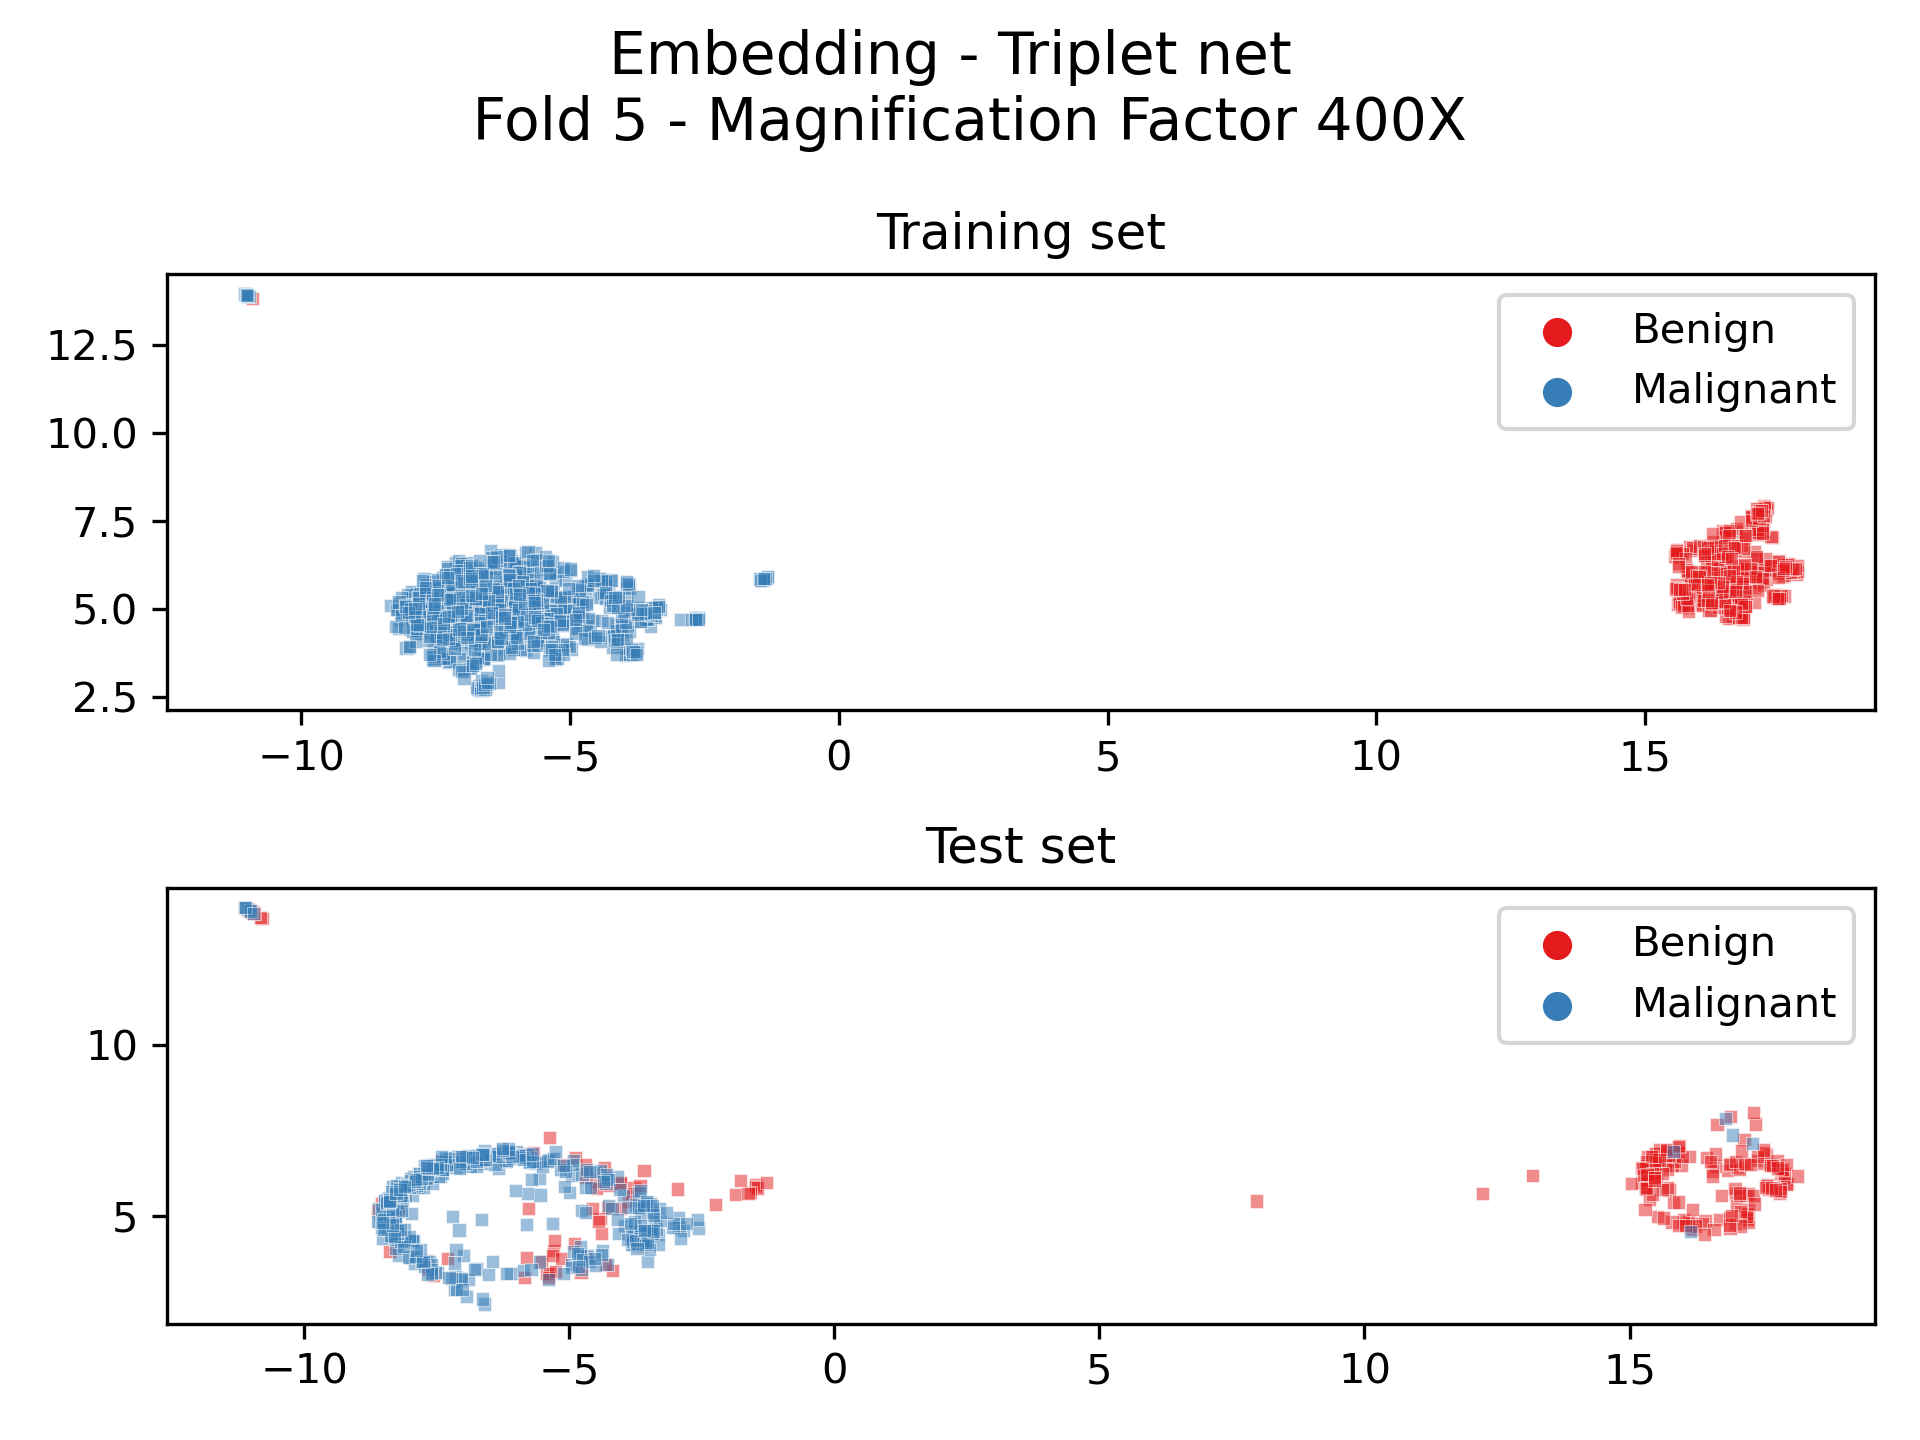 Embedding - Triplet net
Fold 5 - Magnification Factor 400X
Training set
Benign
Malignant
12.5
10.0
7.5
5.0
2.5
−10 −5 0 5 10 15
Test set
Benign
Malignant
10
5
−10 −5 0 5 10 15